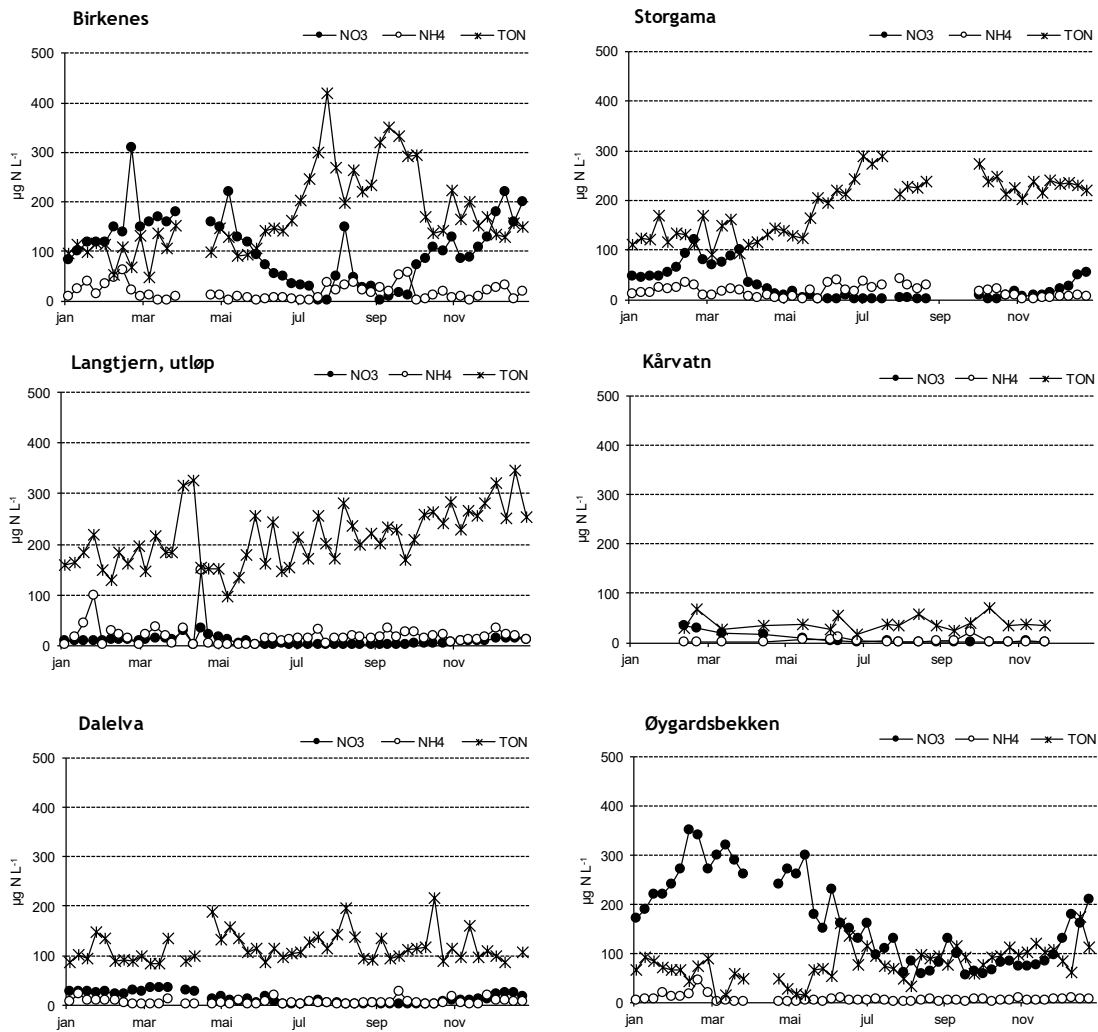 Birkenes
NO3 NH4 TON
500
400
300
200
100
0
µg N L-1
jan mar mai jul sep nov
Storgama
NO3 NH4 TON
500
400
300
200
100
0
µg N L-1
jan mar mai jul sep nov
Langtjern, utløp
NO3 NH4 TON
500
400
300
200
100
0
µg N L-1
jan mar mai jul sep nov
Kårvatn
NO3 NH4 TON
500
400
300
200
100
0
µg N L-1
jan mar mai jul sep nov
Dalelva
NO3 NH4 TON
500
400
300
200
100
0
µg N L-1
jan mar mai jul sep nov
Øygardsbekken
NO3 NH4 TON
500
400
300
200
100
0
µg N L-1
jan mar mai jul sep nov